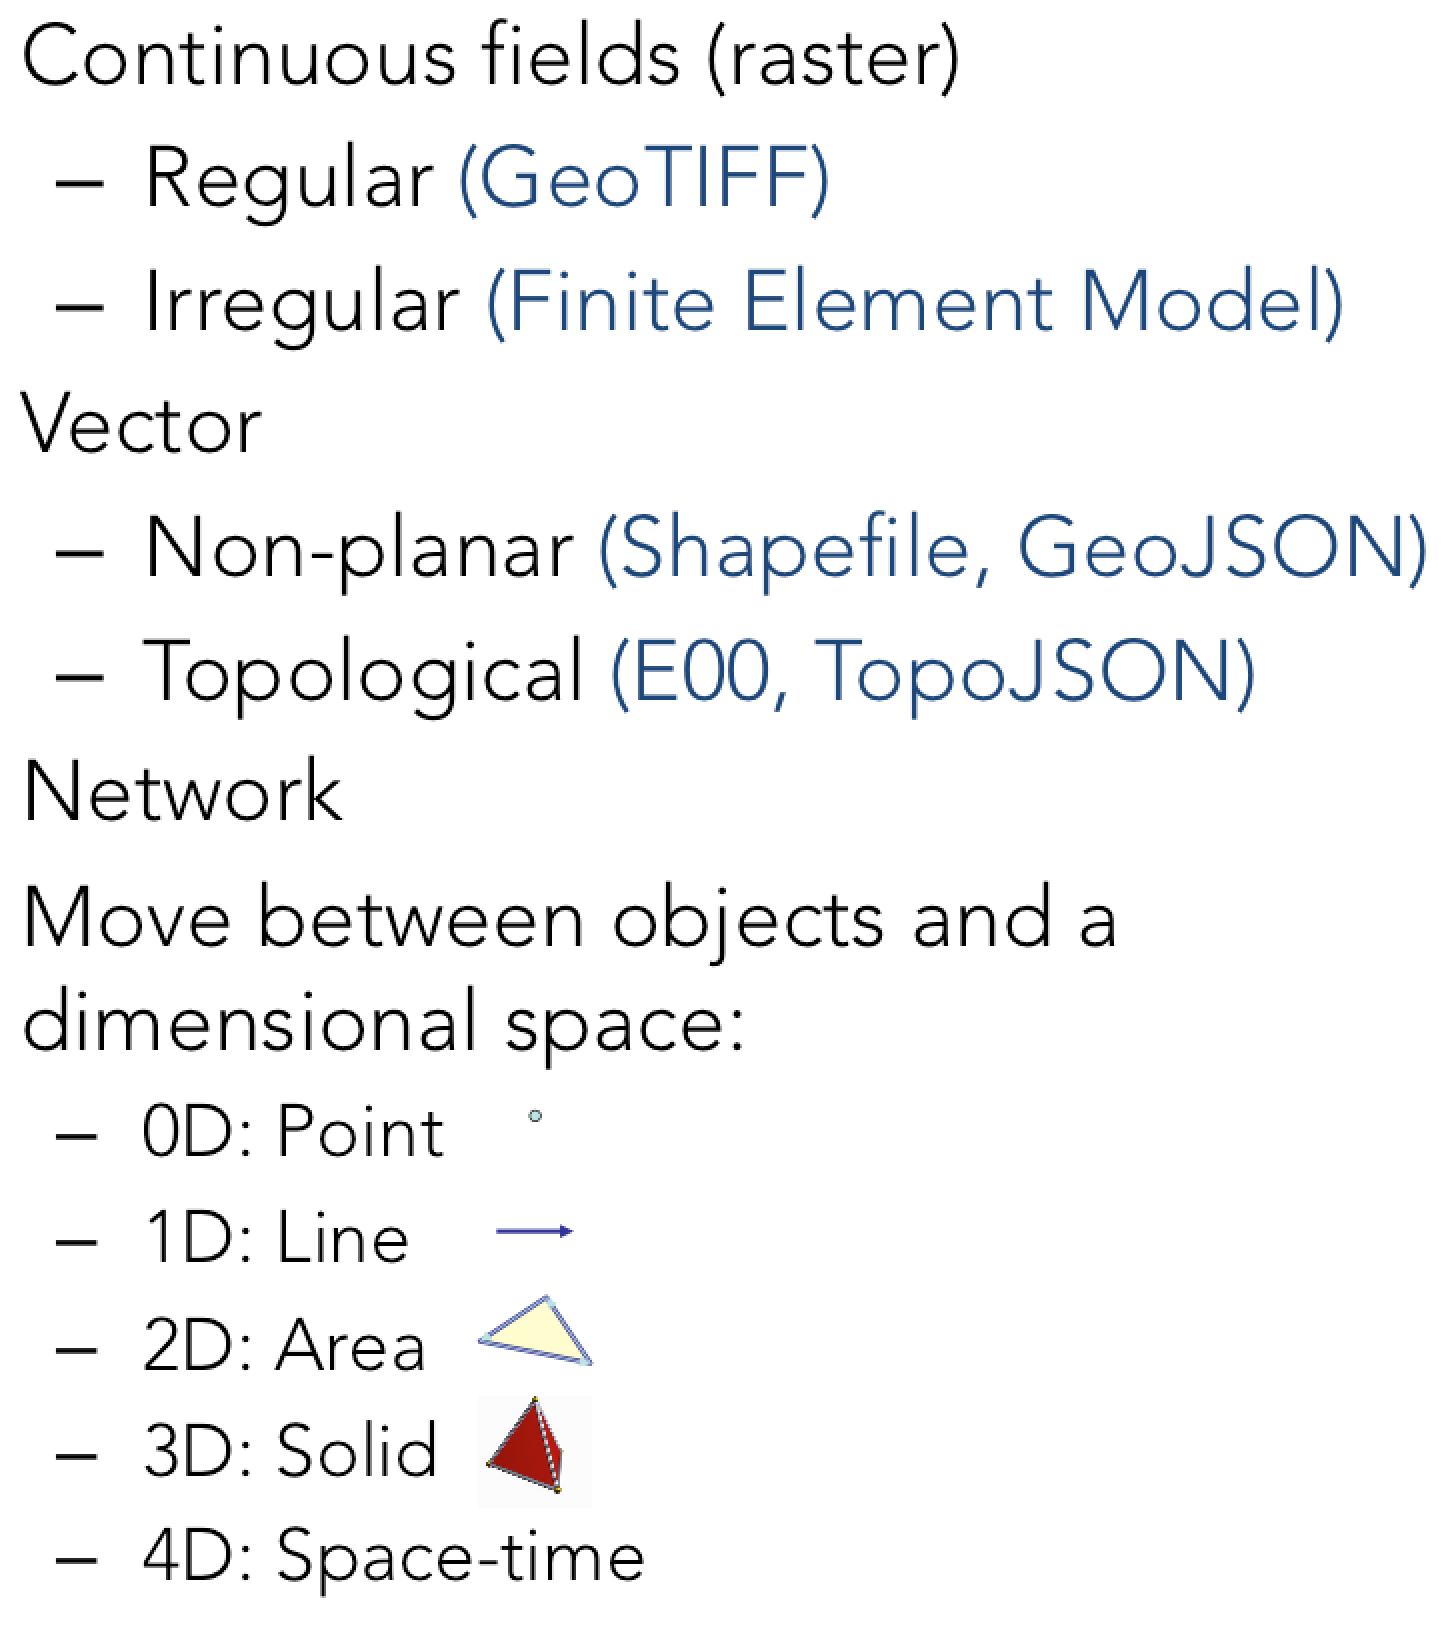 Continuous fields (raster)
– Regular (GeoTIFF)
– Irregular (Finite Element Model)
Vector
– Non-planar (Shapefile, GeoJSON)
– Topological (E00, TopoJSON)
Network
Move between objects and a
dimensional space:
– 0D: Point
– 1D: Line
– 2D: Area
– 3D: Solid
– 4D: Space-time